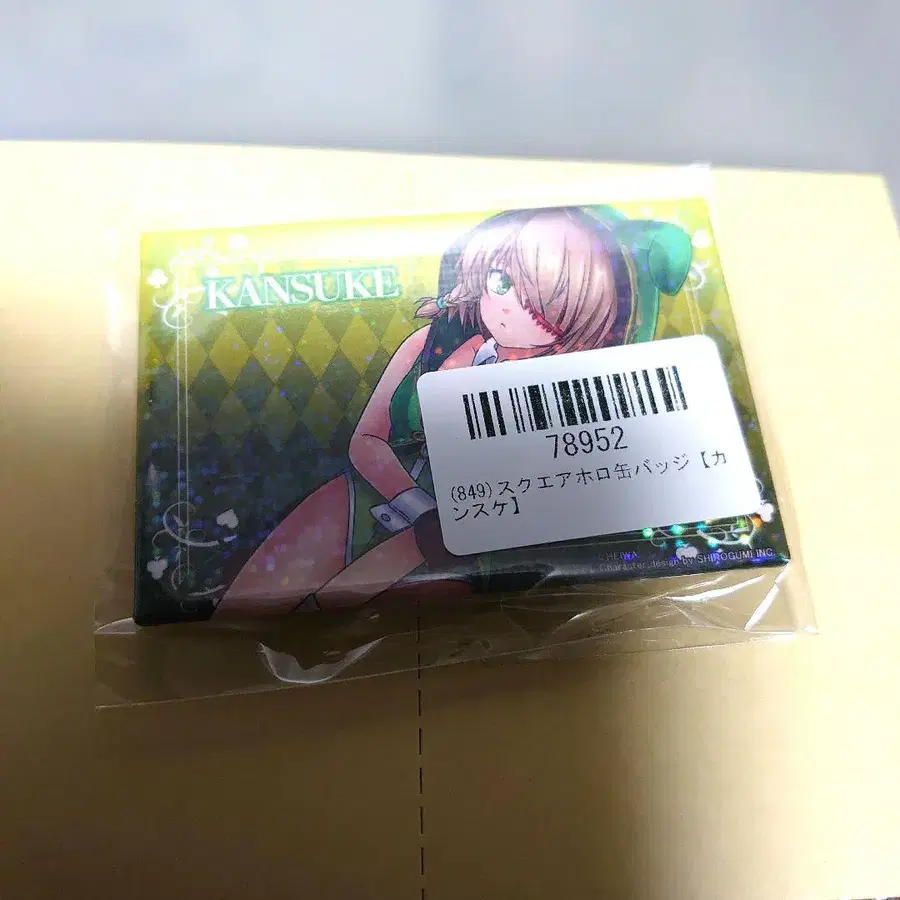 KANSUKE
78952
(849)スクエアホロ缶バッジ【カ
ンスケ】
HEIWA
Character design by SHIROGUMI INC.